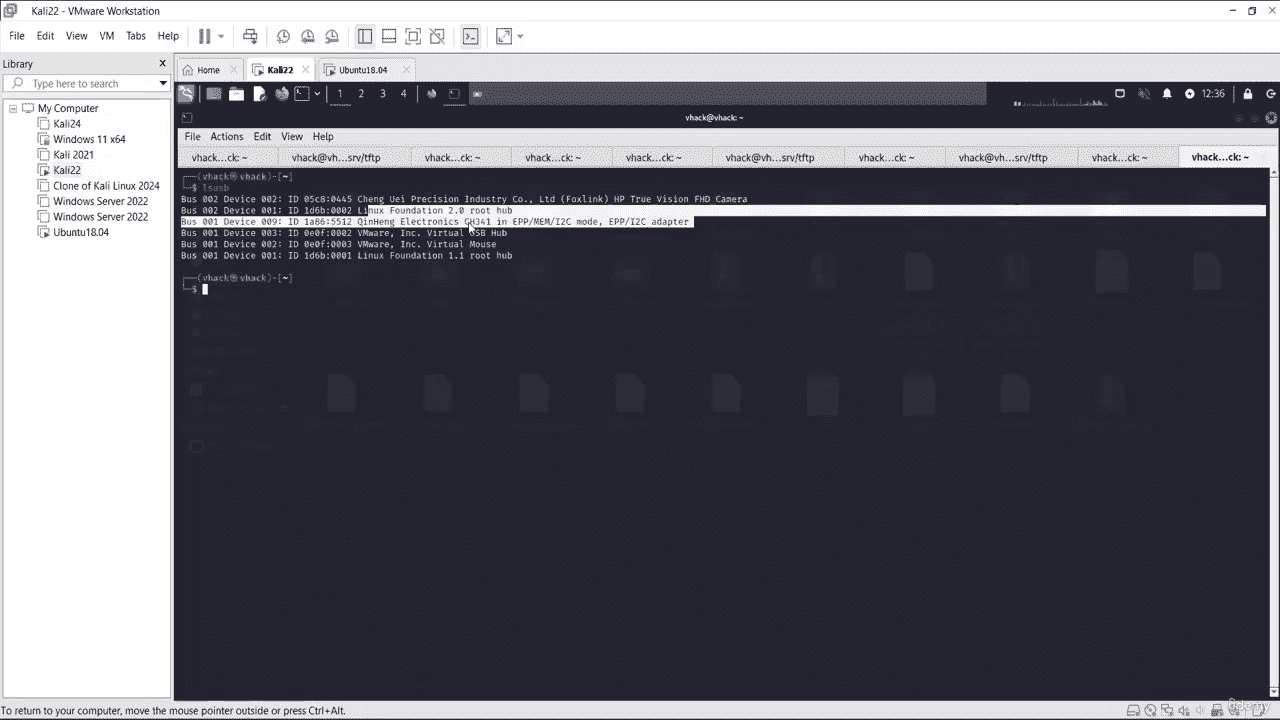 Kali22 - VMware Workstation
File Edit View VM Tabs Help
Library X
Home Kali22 Ubuntu18.04
Type here to search
My Computer
Kali24
Windows 11 x64
Kali 2021
Kali22
Clone of Kali Linux 2024
Windows Server 2022
Windows Server 2022
Ubuntu18.04
1 2 3 4 12:36
vhack@vhack: ~
File Actions Edit View Help
vhack...ck: ~ vhack@vh...srv/tftp vhack...ck: ~ vhack...ck: ~ vhack...ck: ~ vhack@vh...srv/tftp vhack...ck: ~ vhack@vh...srv/tftp vhack...ck: ~ vhack...ck: ~
(vhack㉿vhack)-[~]
$ lsusb
Bus 002 Device 002: ID 05c8:0445 Cheng Uei Precision Industry Co., Ltd (Foxlink) HP True Vision FHD Camera
Bus 002 Device 001: ID 1d6b:0002 Linux Foundation 2.0 root hub
Bus 001 Device 009: ID 1a86:5512 QinHeng Electronics CH341 in EPP/MEM/I2C mode, EPP/I2C adapter
Bus 001 Device 003: ID 0e0f:0002 VMware, Inc. Virtual USB Hub
Bus 001 Device 002: ID 0e0f:0003 VMware, Inc. Virtual Mouse
Bus 001 Device 001: ID 1d6b:0001 Linux Foundation 1.1 root hub
(vhack㉿vhack)-[~]
$
To return to your computer, move the mouse pointer outside or press Ctrl+Alt.